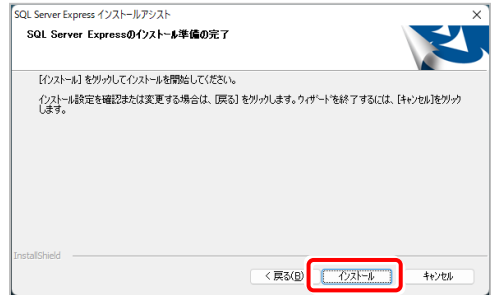 SQL Server Express インストールアシスト
SQL Server Expressのインストール準備の完了
[インストール] をクリックしてインストールを開始してください。
インストール設定を確認または変更する場合は、[戻る] をクリックします。ウィザードを終了するには、[キャンセル]をクリック
します。
InstallShield
< 戻る(B)
インストール
キャンセル